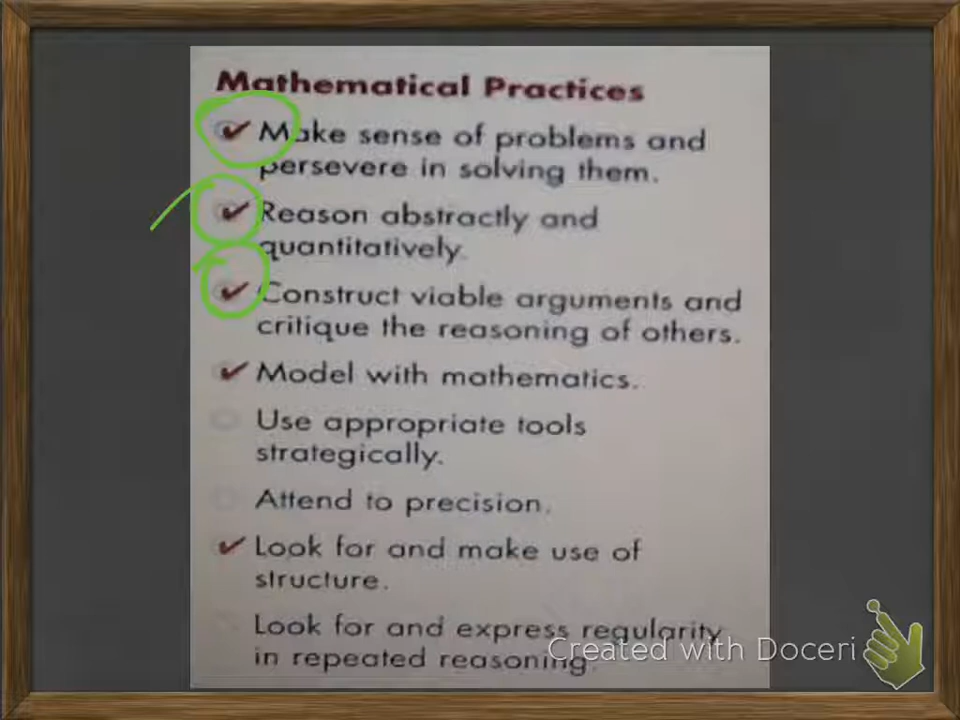 Mathematical Practices
Make sense of problems and
persevere in solving them.
Reason abstractly and
quantitatively.
Construct viable arguments and
critique the reasoning of others.
Model with mathematics.
Use appropriate tools
strategically.
Attend to precision.
Look for and make use of
structure.
Look for and express regularity
in repeated reasoning.
Created with Doceri